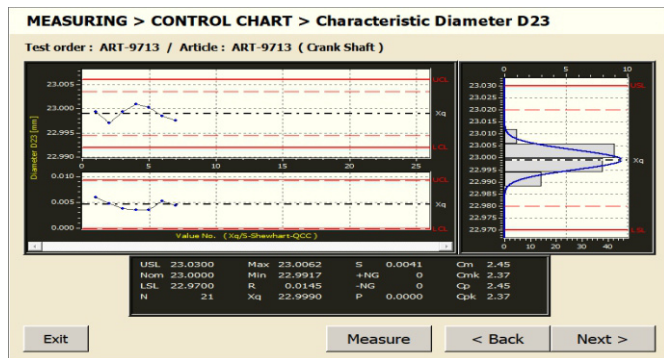 MEASURING > CONTROL CHART > Characteristic Diameter D23
Test order : ART-9713 / Article : ART-9713 ( Crank Shaft )
0 10
23.005 UCL 23.030 USL
23.025
23.000 Xq 23.020
23.015
22.995 23.010
LCL 23.005
22.990 23.000 Xq
0 5 10 15 20 25
Diameter D23 [mm]
0.010 UCL 22.995
22.990
0.005 Xq 22.985
22.980
0.000 LCL 22.975
22.970 LSL
Value No. ( Xq/S-Shewhart-QCC ) 0 10 20 30 40
USL 23.0300 Max 23.0062 S 0.0041 Cm 2.45
Nom 23.0000 Min 22.9917 +NG 0 Cmk 2.37
LSL 22.9700 R 0.0145 -NG 0 Cp 2.45
N 21 Xq 22.9990 P 0.0000 Cpk 2.37
Exit Measure < Back Next >